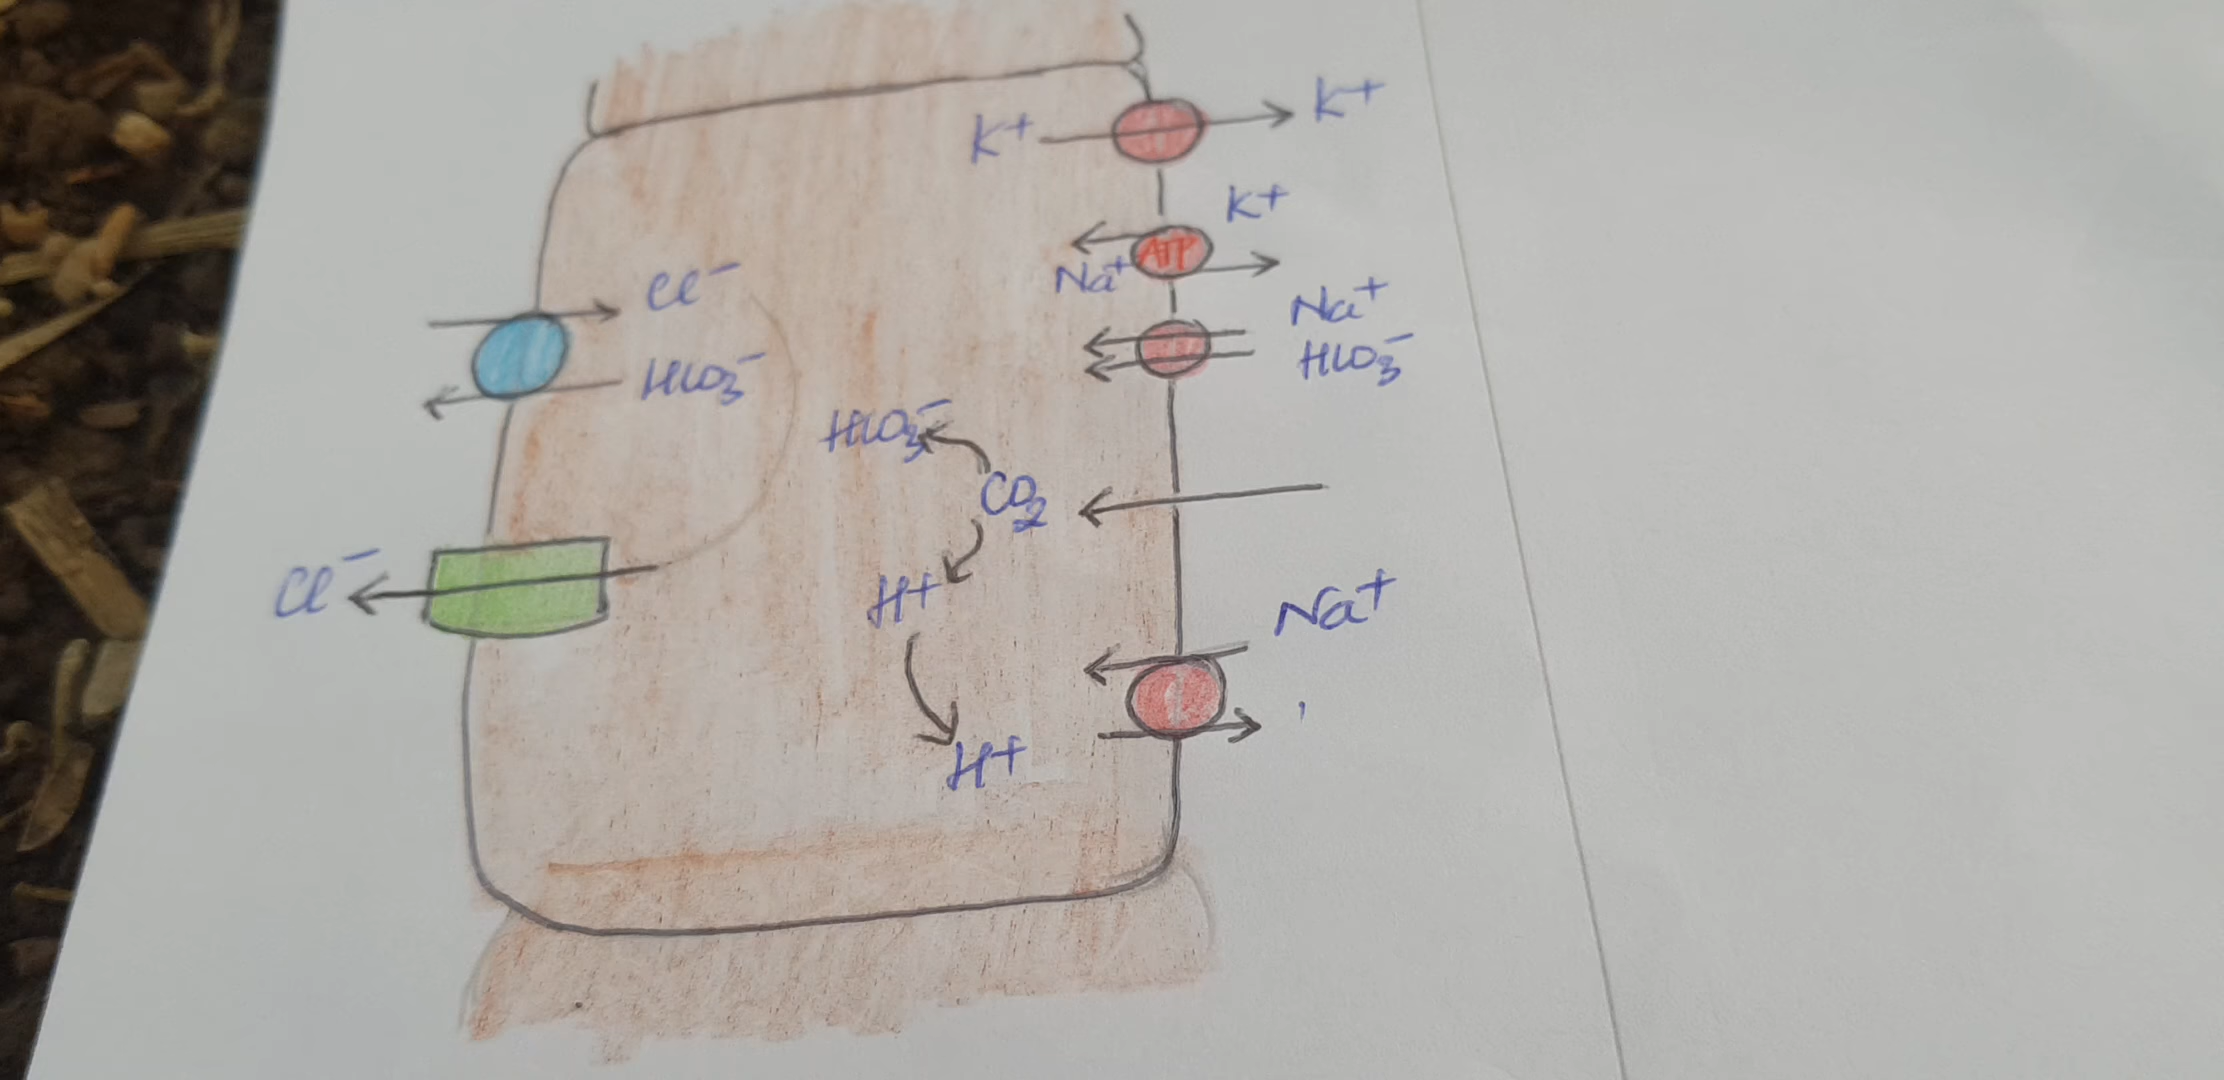 K⁺
K⁺
K⁺
ATP
Na⁺
Cl⁻
Na⁺
HCO₃⁻
HCO₃⁻
HCO₃⁻
CO₂
Cl⁻
H⁺
Na⁺
H⁺